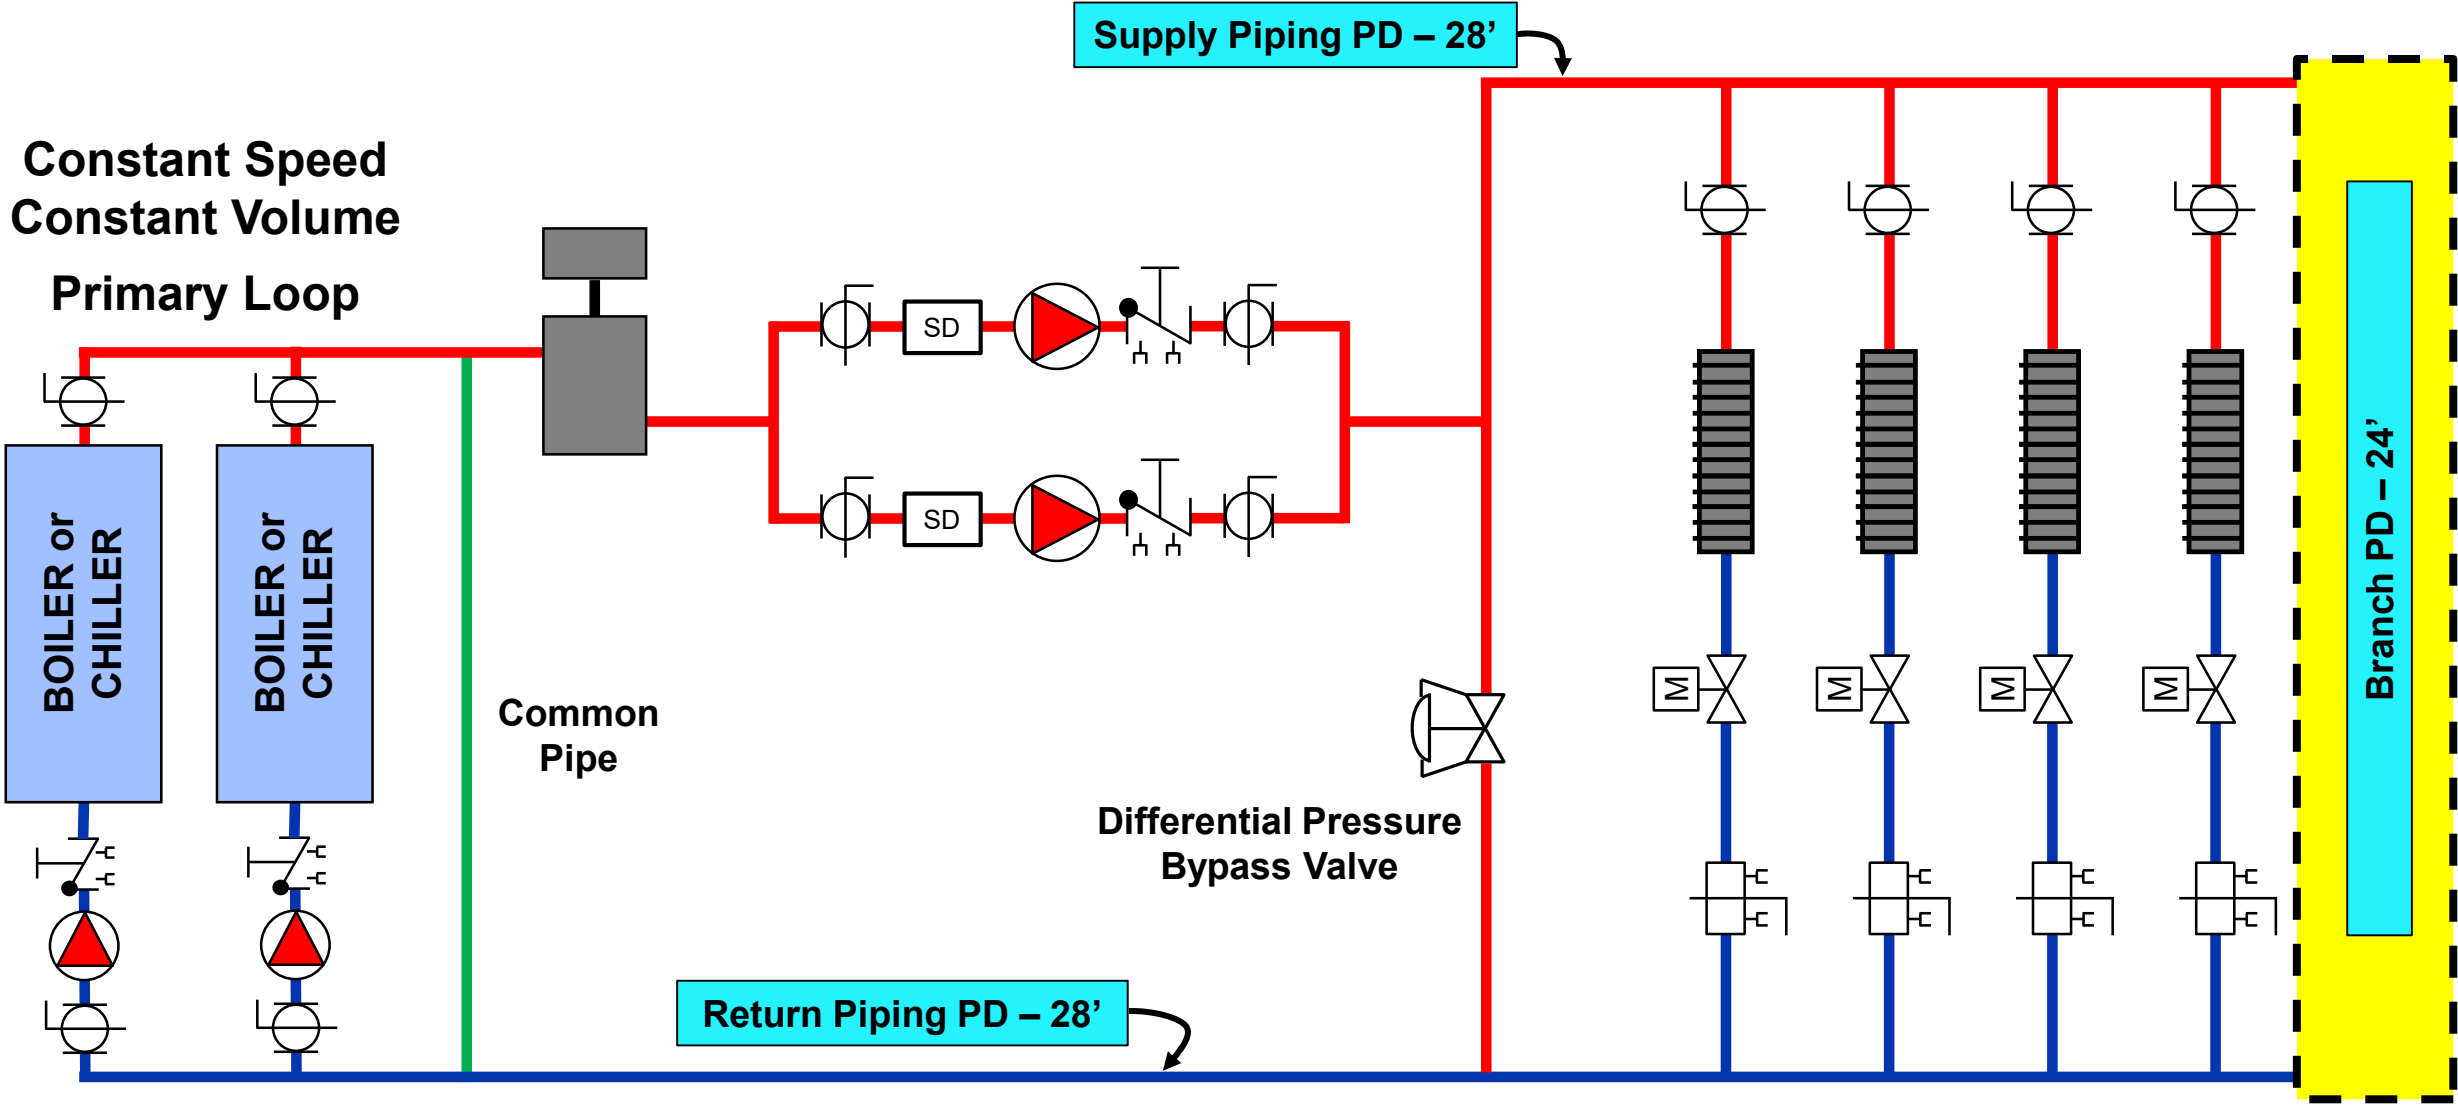 Supply Piping PD – 28’
Constant Speed
Constant Volume
Primary Loop
SD
SD
BOILER or
CHILLER
BOILER or
CHILLER
Common
Pipe
M
M
M
M
Branch PD – 24’
Differential Pressure
Bypass Valve
Return Piping PD – 28’